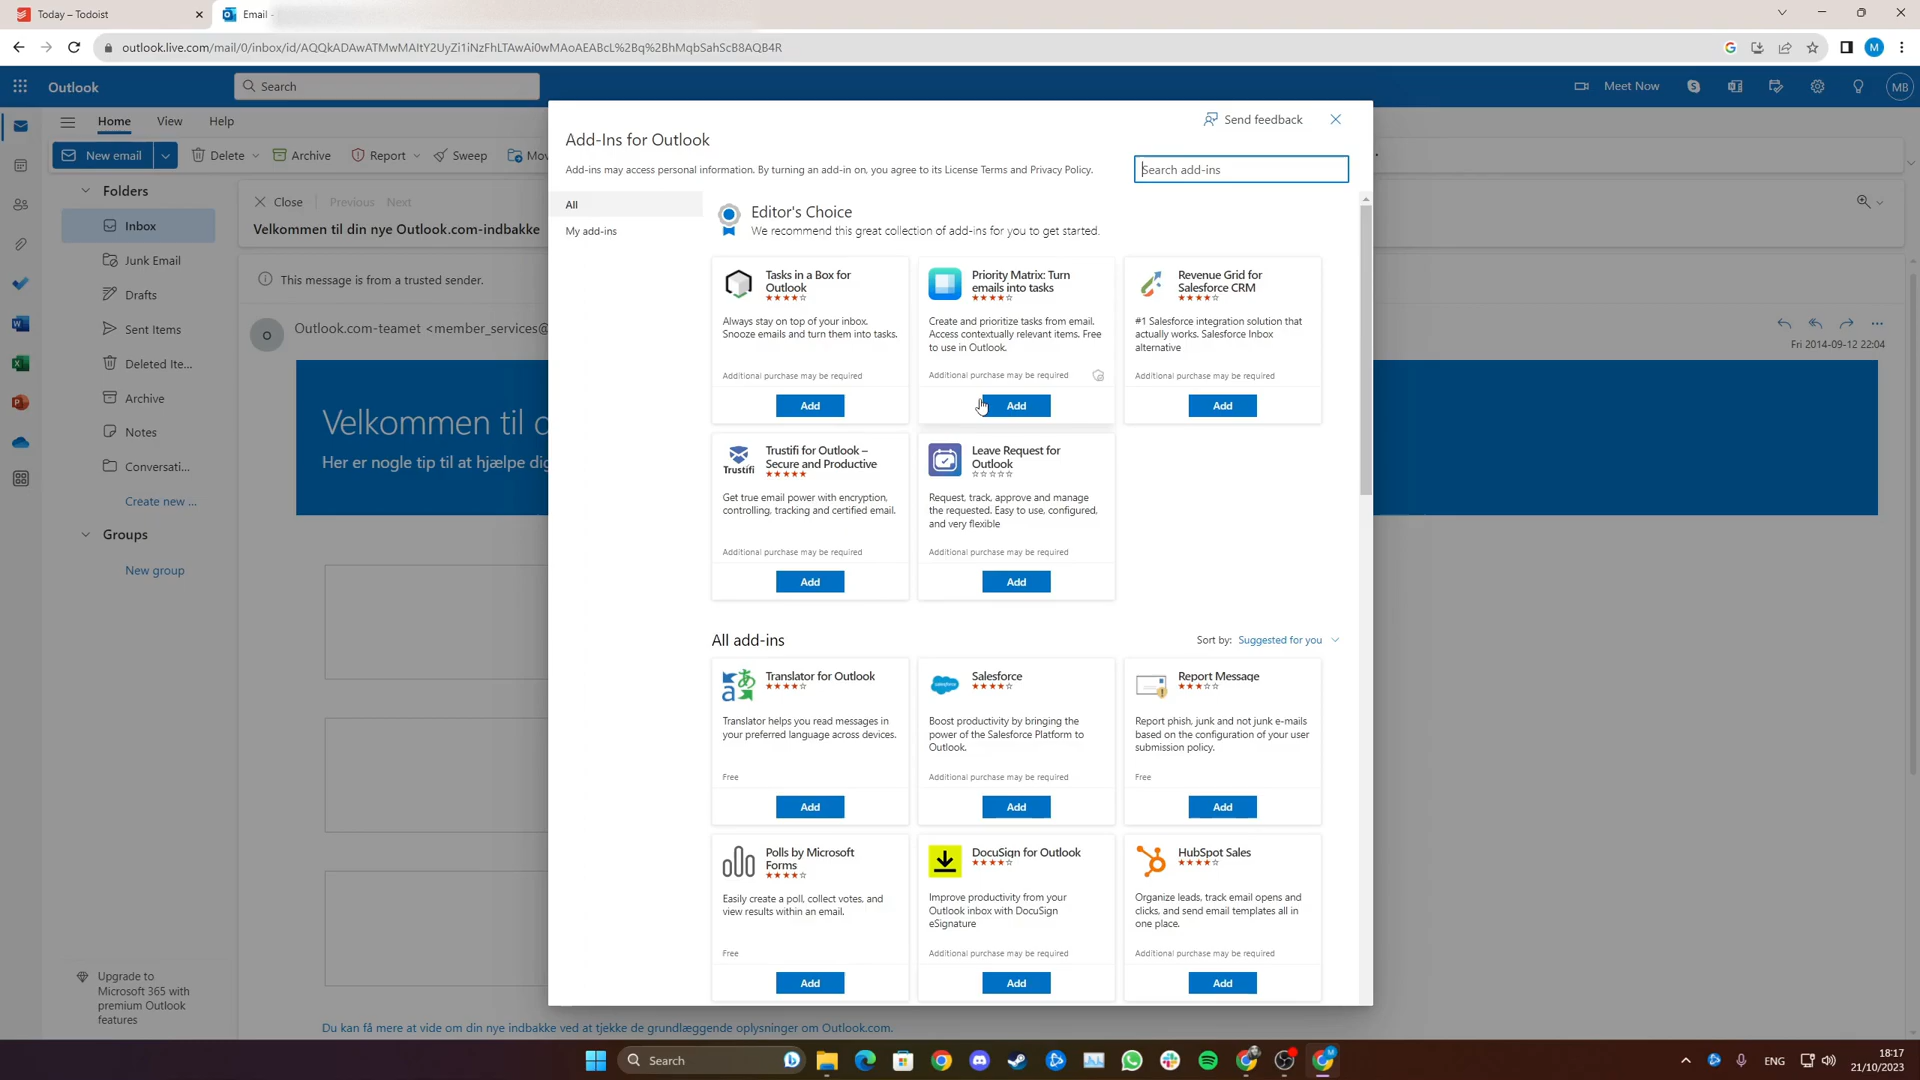 Today – Todoist
Email -
outlook.live.com/mail/0/inbox/id/AQQkADAwATMwMAItY2UyZi1iNzFhLTAwAi0wMAoAEABcL%2Bq%2BhMqbSahScB8AQB4R
Outlook
Search
Meet Now
MB
Home View Help
New email Delete Archive Report Sweep Mov
Folders
Inbox
Junk Email
Drafts
Sent Items
Deleted Ite...
Archive
Notes
Conversati...
Create new ...
Groups
New group
Upgrade to
Microsoft 365 with
premium Outlook
features
Close Previous Next
Velkommen til din nye Outlook.com-indbakke
This message is from a trusted sender.
O
Outlook.com-teamet <member_services@
Fri 2014-09-12 22:04
Velkommen til d
Her er nogle tip til at hjælpe dig
Du kan få mere at vide om din nye indbakke ved at tjekke de grundlæggende oplysninger om Outlook.com.
Send feedback
Add-Ins for Outlook
Add-ins may access personal information. By turning an add-in on, you agree to its License Terms and Privacy Policy.
Search add-ins
All
My add-ins
Editor's Choice
We recommend this great collection of add-ins for you to get started.
Tasks in a Box for
Outlook
Always stay on top of your inbox.
Snooze emails and turn them into tasks.
Additional purchase may be required
Add
Priority Matrix: Turn
emails into tasks
Create and prioritize tasks from email.
Access contextually relevant items. Free
to use in Outlook.
Additional purchase may be required
Add
Revenue Grid for
Salesforce CRM
#1 Salesforce integration solution that
actually works. Salesforce Inbox
alternative
Additional purchase may be required
Add
Trustifi
Trustifi for Outlook –
Secure and Productive
Get true email power with encryption,
controlling, tracking and certified email.
Additional purchase may be required
Add
Leave Request for
Outlook
Request, track, approve and manage
the requested. Easy to use, configured,
and very flexible
Additional purchase may be required
Add
All add-ins
Sort by: Suggested for you
Translator for Outlook
Translator helps you read messages in
your preferred language across devices.
Free
Add
Salesforce
Boost productivity by bringing the
power of the Salesforce Platform to
Outlook.
Additional purchase may be required
Add
Report Message
Report phish, junk and not junk e-mails
based on the configuration of your user
submission policy.
Free
Add
Polls by Microsoft
Forms
Easily create a poll, collect votes, and
view results within an email.
Free
Add
DocuSign for Outlook
Improve productivity from your
Outlook inbox with DocuSign
eSignature
Additional purchase may be required
Add
HubSpot Sales
Organize leads, track email opens and
clicks, and send email templates all in
one place.
Additional purchase may be required
Add
Search
ENG
18:17
21/10/2023